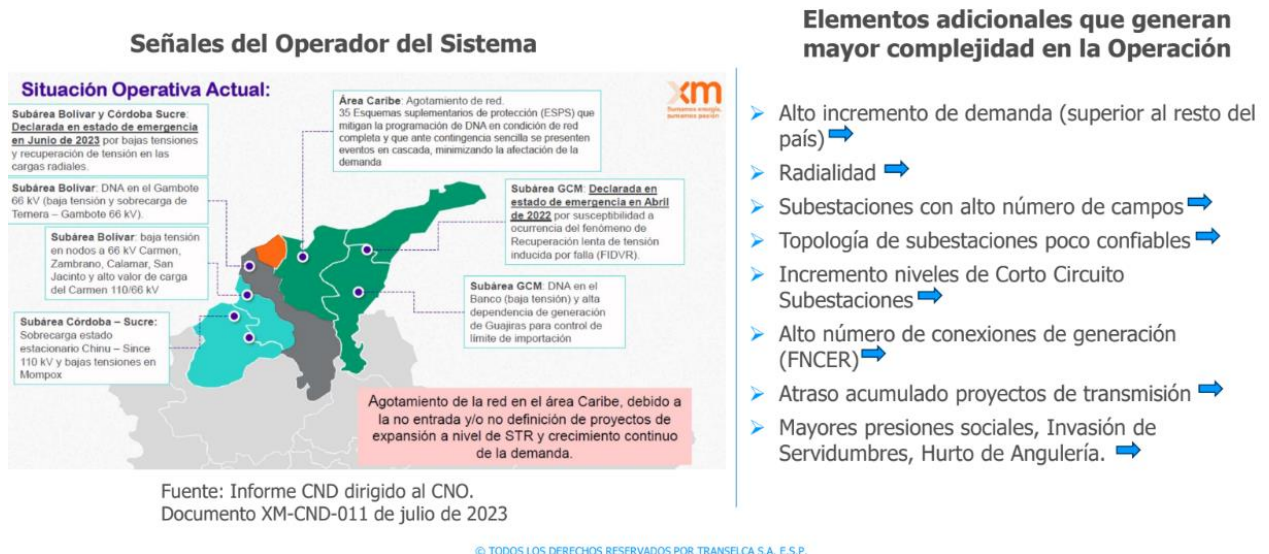 Señales del Operador del Sistema
Situación Operativa Actual:
xm
Sumamos energía,
sumamos pasión
Subárea Bolívar y Córdoba Sucre:
Declarada en estado de emergencia
en Junio de 2023 por bajas tensiones
y recuperación de tensión en las
cargas radiales.
Subárea Bolívar: DNA en el Gambote
66 kV (baja tensión y sobrecarga de
Ternera – Gambote 66 kV).
Subárea Bolívar: baja tensión
en nodos a 66 kV Carmen,
Zambrano, Calamar, San
Jacinto y alto valor de carga
del Carmen 110/66 kV
Subárea Córdoba – Sucre:
Sobrecarga estado
estacionario Chinu – Since
110 kV y bajas tensiones en
Mompox
Área Caribe: Agotamiento de red.
35 Esquemas suplementarios de protección (ESPS) que
mitigan la programación de DNA en condición de red
completa y que ante contingencia sencilla se presenten
eventos en cascada, minimizando la afectación de la
demanda
Subárea GCM: Declarada en
estado de emergencia en Abril
de 2022 por susceptibilidad a
ocurrencia del fenómeno de
Recuperación lenta de tensión
inducida por falla (FIDVR).
Subárea GCM: DNA en el
Banco (baja tensión) y alta
dependencia de generación
de Guajiras para control de
límite de importación
Agotamiento de la red en el área Caribe, debido a
la no entrada y/o no definición de proyectos de
expansión a nivel de STR y crecimiento continuo
de la demanda.
Fuente: Informe CND dirigido al CNO.
Documento XM-CND-011 de julio de 2023
Elementos adicionales que generan
mayor complejidad en la Operación
Alto incremento de demanda (superior al resto del
país)
Radialidad
Subestaciones con alto número de campos
Topología de subestaciones poco confiables
Incremento niveles de Corto Circuito
Subestaciones
Alto número de conexiones de generación
(FNCER)
Atraso acumulado proyectos de transmisión
Mayores presiones sociales, Invasión de
Servidumbres, Hurto de Angulería.
© TODOS LOS DERECHOS RESERVADOS POR TRANSELCA S.A. E.S.P.